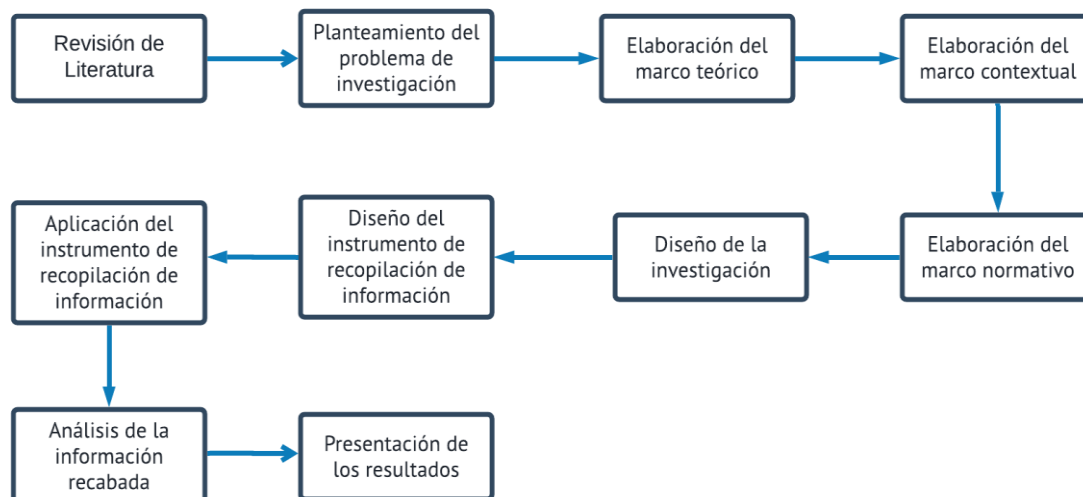 Revisión de
Literatura
Planteamiento del
problema de
investigación
Elaboración del
marco teórico
Elaboración del
marco contextual
Elaboración del
marco normativo
Diseño de la
investigación
Diseño del
instrumento de
recopilación de
información
Aplicación del
instrumento de
recopilación de
información
Análisis de la
información
recabada
Presentación de
los resultados